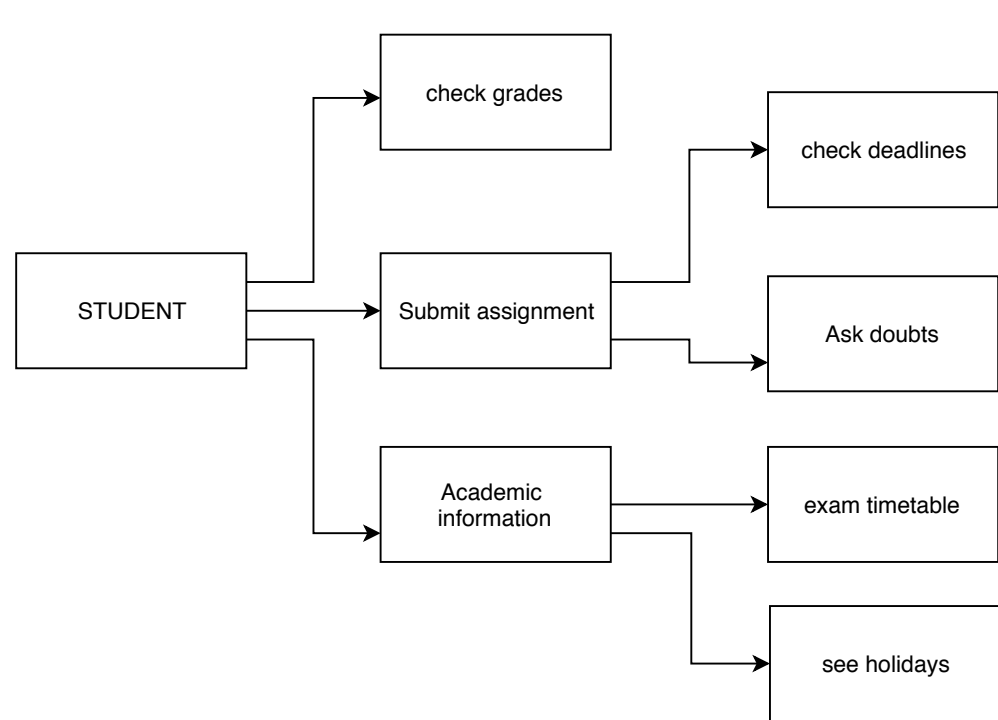 check grades
check deadlines
STUDENT
Submit assignment
Ask doubts
Academic
information
exam timetable
see holidays